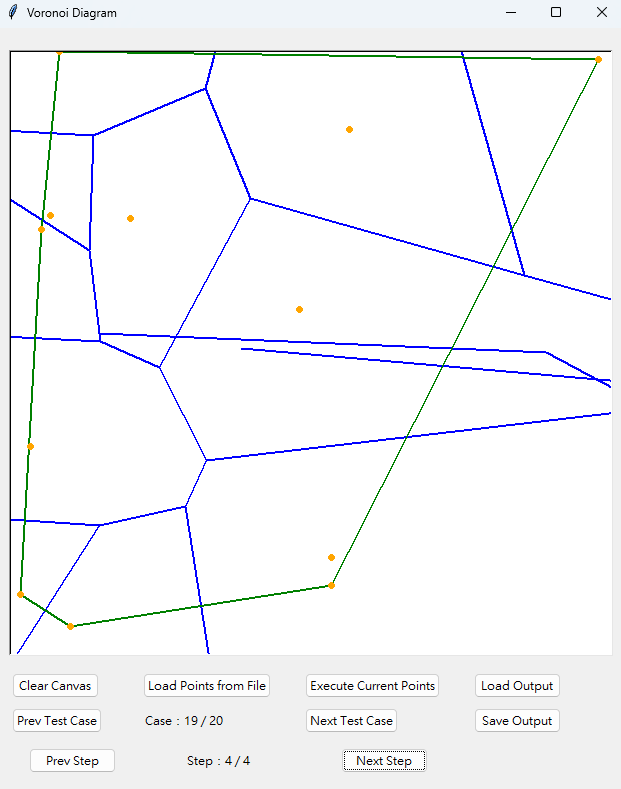 Voronoi Diagram
Clear Canvas Load Points from File Execute Current Points Load Output
Prev Test Case Case：19 / 20 Next Test Case Save Output
Prev Step Step：4 / 4 Next Step